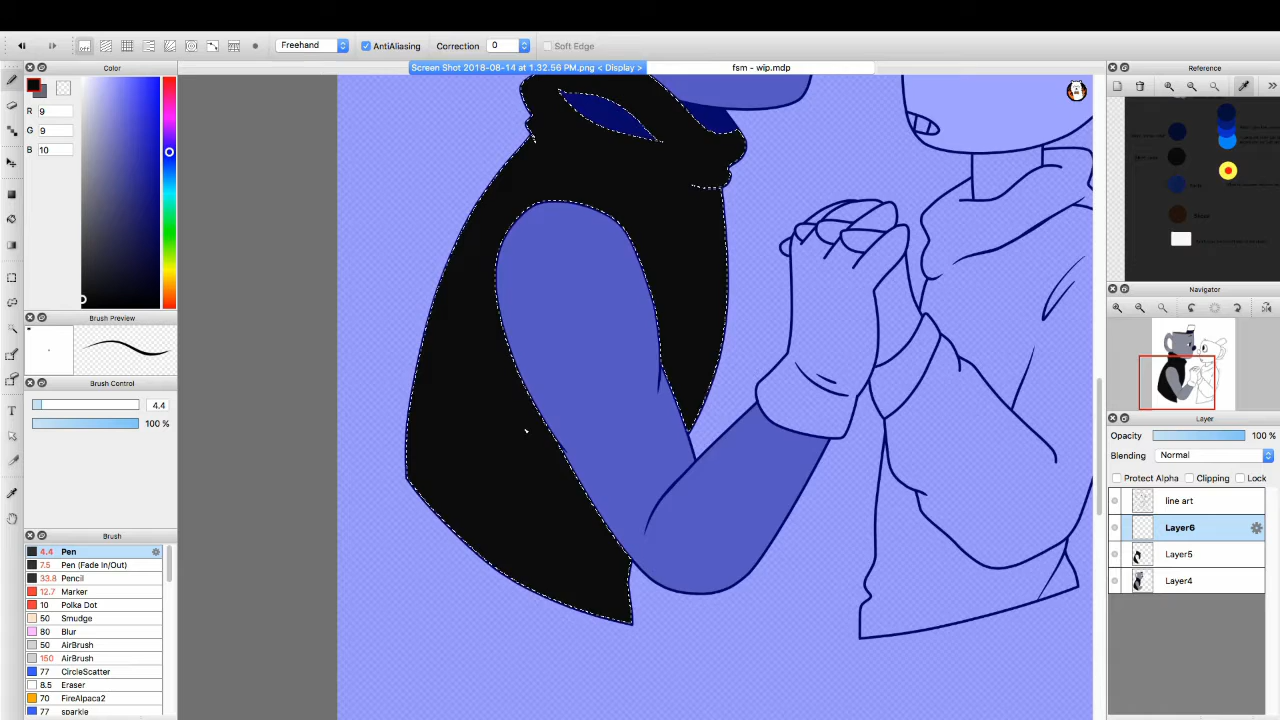 Freehand
AntiAliasing
Correction
0
Soft Edge
Color
Screen Shot 2018-08-14 at 1.32.56 PM.png < Display >
fsm - wip.mdp
Reference
R
9
G
9
B
10
Brush Preview
Brush Control
4.4
100 %
Navigator
Layer
Opacity
100 %
Blending
Normal
Protect Alpha
Clipping
Lock
line art
Layer6
Layer5
Layer4
Brush
4.4 Pen
7.5 Pen (Fade In/Out)
33.8 Pencil
12.7 Marker
10 Polka Dot
50 Smudge
80 Blur
50 AirBrush
150 AirBrush
77 CircleScatter
8.5 Eraser
70 FireAlpaca2
77 sparkle